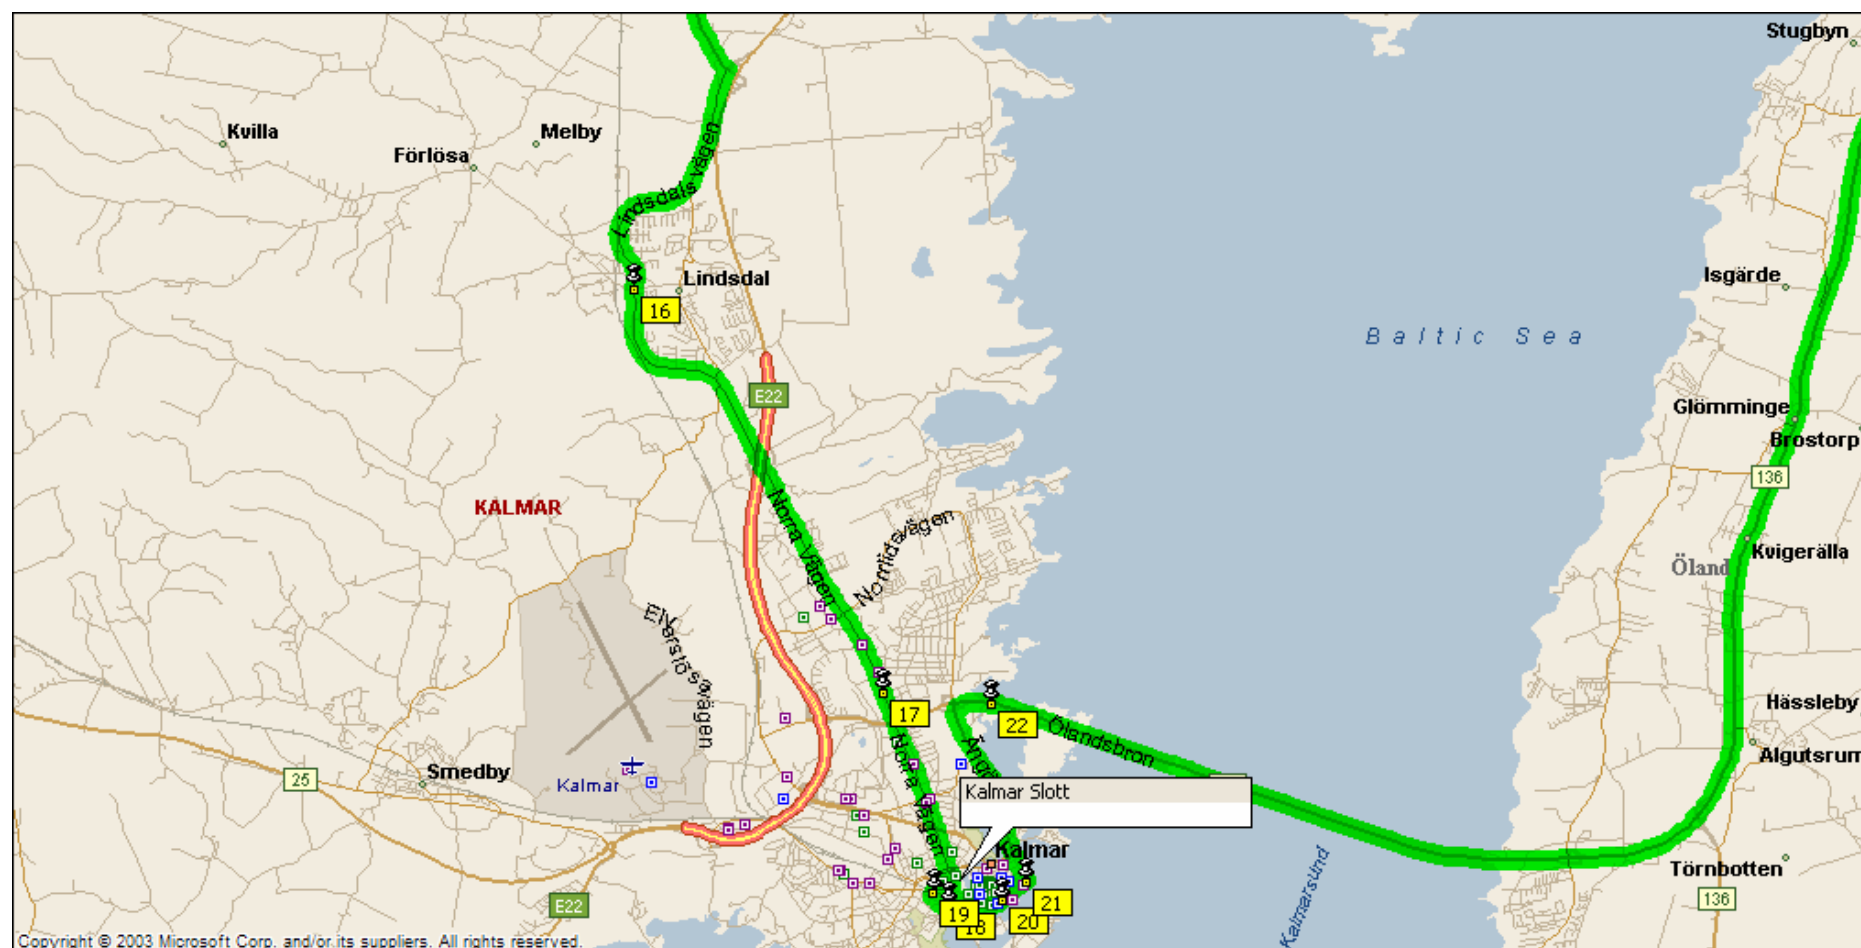 Stugbyn
Kvilla
Melby
Förlösa
Lindsdalsvägen
Lindsdal
Isgärde
16
Baltic Sea
E22
Glömminge
Brostorp
136
KALMAR
Norra Vägen
Norrlidsvägen
Kvigerälla
Öland
17
22
Ölandsbron
Hässleby
Algutsrum
Smedby
25
Kalmar
Norra Vägen
Kalmar Slott
Kalmar
Törnbotten
136
E22
19
18
20
21
Kalmarsund
Copyright © 2003 Microsoft Corp. and/or its suppliers. All rights reserved.